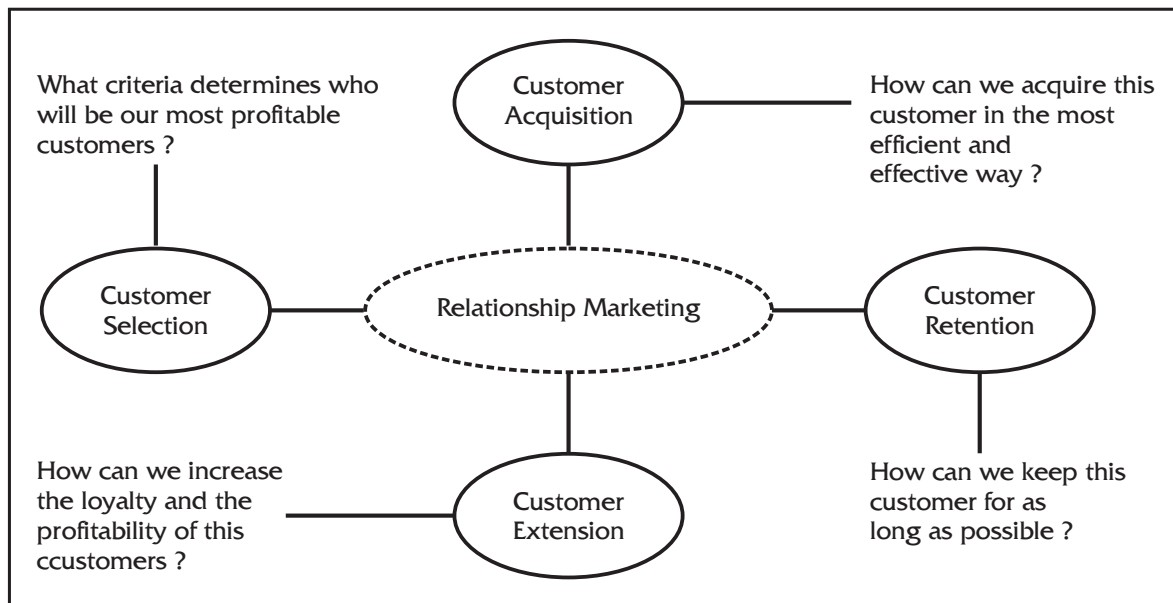 What criteria determines who
will be our most profitable
customers ?
Customer
Acquisition
How can we acquire this
customer in the most
efficient and
effective way ?
Customer
Selection
Relationship Marketing
Customer
Retention
How can we increase
the loyalty and the
profitability of this
ccustomers ?
Customer
Extension
How can we keep this
customer for as
long as possible ?